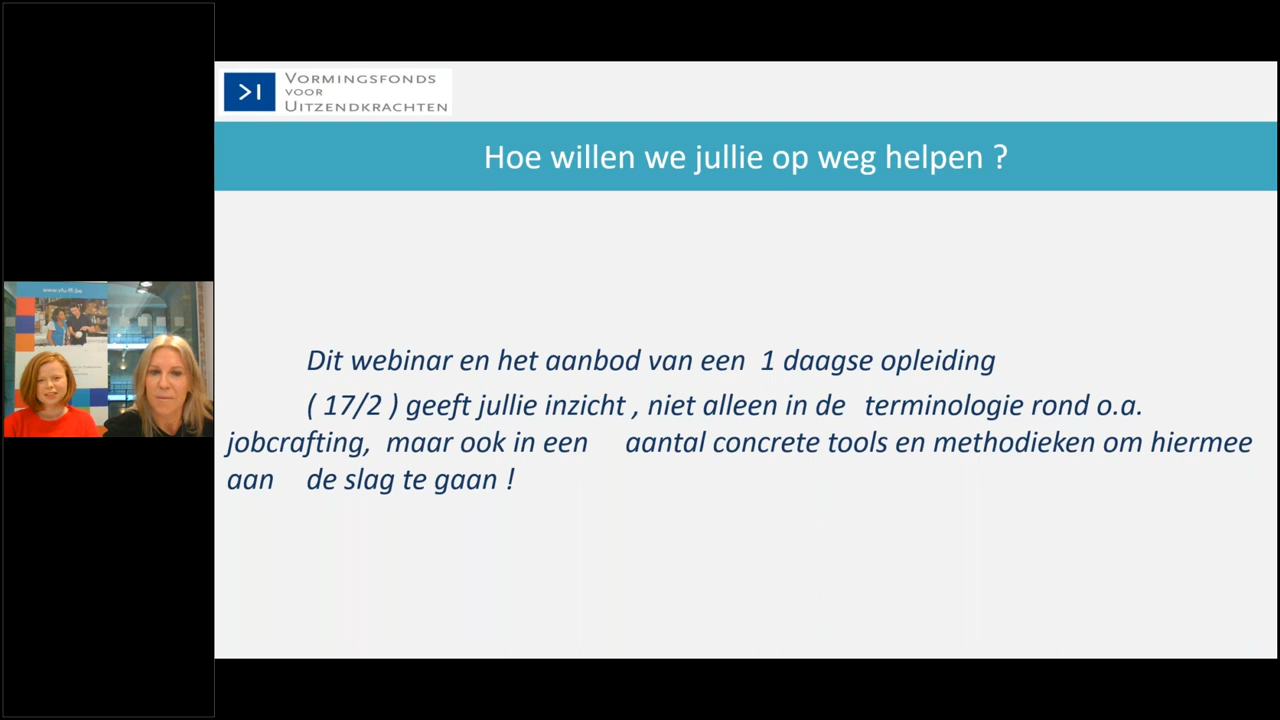 VORMINGSFONDS
VOOR
UITZENDKRACHTEN
Hoe willen we jullie op weg helpen ?
Dit webinar en het aanbod van een 1 daagse opleiding
( 17/2 ) geeft jullie inzicht , niet alleen in de terminologie rond o.a.
jobcrafting, maar ook in een aantal concrete tools en methodieken om hiermee
aan de slag te gaan !